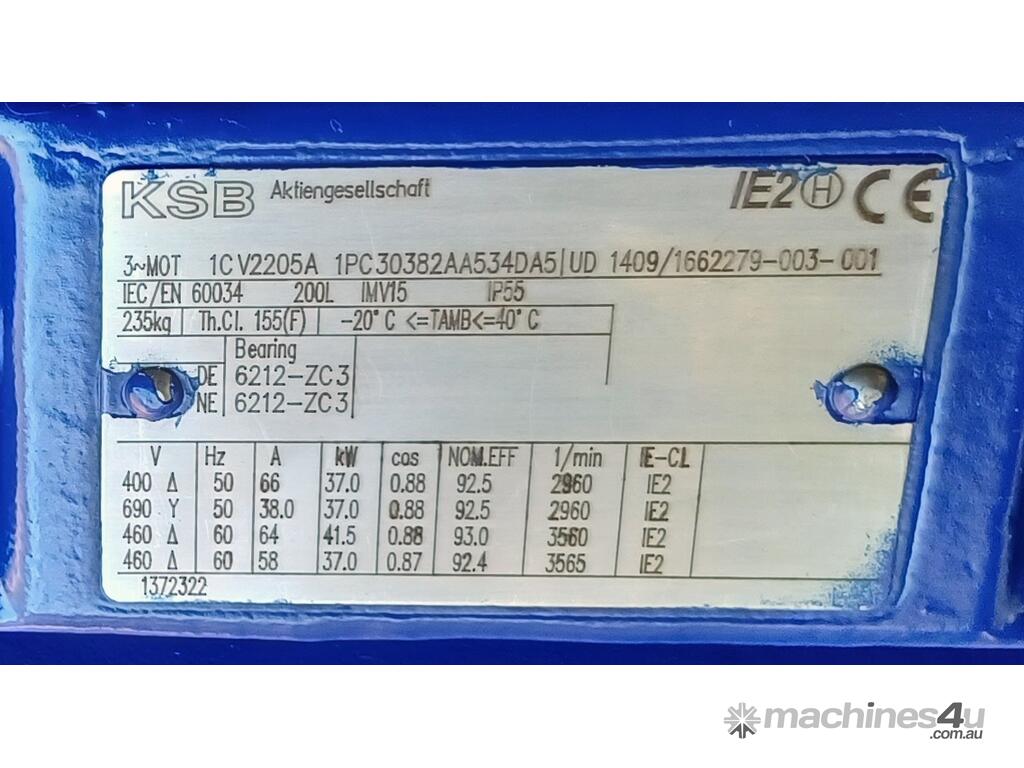 KSB Aktiengesellschaft IE2 H CE
3~MOT 1CV2205A 1PC30382AA534DA5 UD 1409/1662279-003-001
IEC/EN 60034 200L IMV15 IP55
235kg Th.Cl. 155(F) -20°C <=TAMB<=40°C
Bearing
DE 6212-ZC3
NE 6212-ZC3
V Hz A kW cos NOM.EFF 1/min IE-CL
400 Δ 50 66 37.0 0.88 92.5 2960 IE2
690 Y 50 38.0 37.0 0.88 92.5 2960 IE2
460 Δ 60 64 41.5 0.88 93.0 3560 IE2
460 Δ 60 58 37.0 0.87 92.4 3565 IE2
1372322
machines4u
.com.au